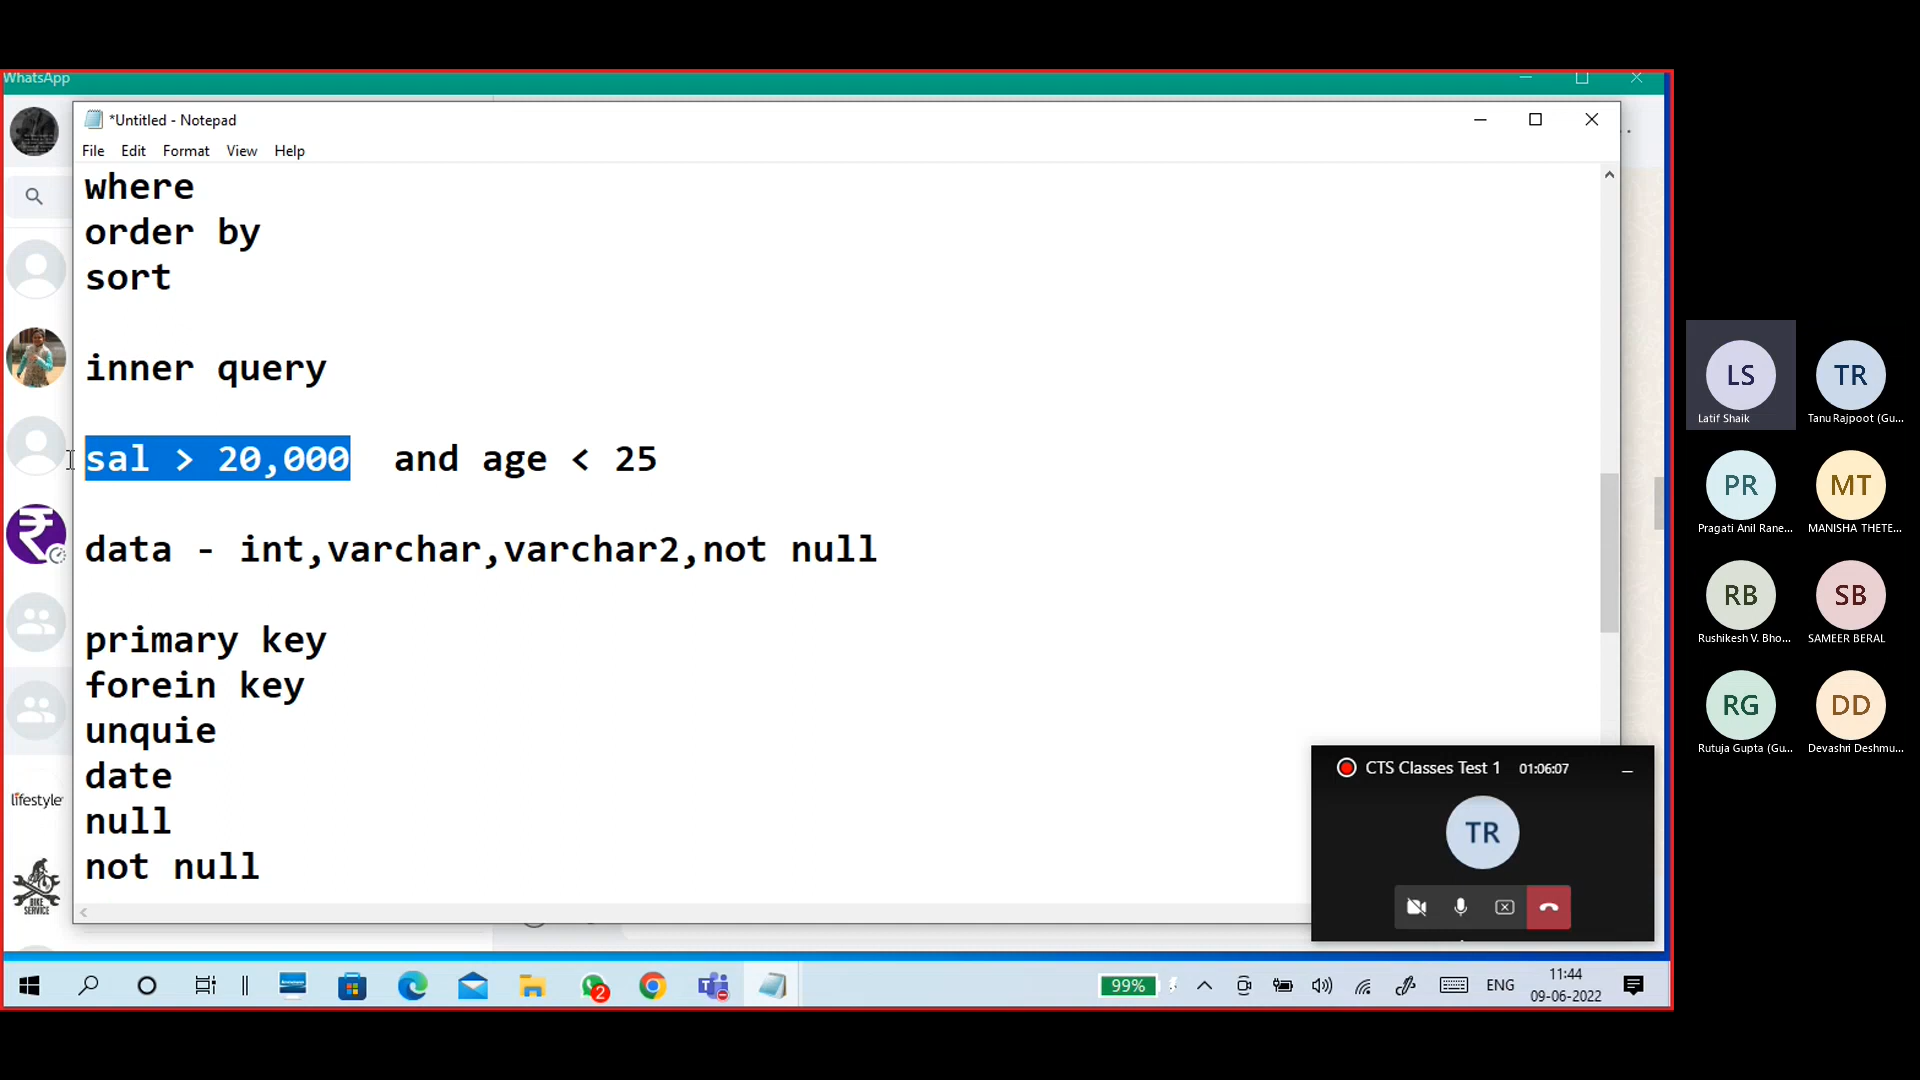 WhatsApp
*Untitled - Notepad
File Edit Format View Help
where
order by
sort
inner query
sal > 20,000 and age < 25
data - int,varchar,varchar2,not null
primary key
forein key
unquie
date
null
not null
lifestyle
BIKE
SERVICE
CTS Classes Test 1 01:06:07
TR
2
99%
ENG
11:44
09-06-2022
LS
Latif Shaik
TR
Tanu Rajpoot (Gu...
PR
Pragati Anil Rane...
MT
MANISHA THETE...
RB
Rushikesh V. Bho...
SB
SAMEER BERAL
RG
Rutuja Gupta (Gu...
DD
Devashri Deshmu...